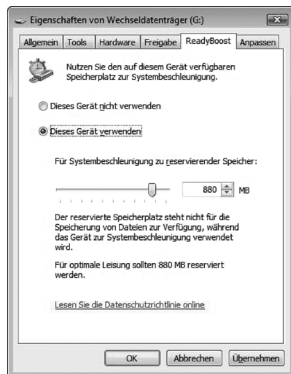 Eigenschaften von Wechseldatenträger (G:)
Allgemein Tools Hardware Freigabe ReadyBoost Anpassen
Nutzen Sie den auf diesem Gerät verfügbaren
Speicherplatz zur Systembeschleunigung.
Dieses Gerät nicht verwenden
Dieses Gerät verwenden
Für Systembeschleunigung zu reservierender Speicher:
880 MB
Der reservierte Speicherplatz steht nicht für die
Speicherung von Dateien zur Verfügung, während
das Gerät zur Systembeschleunigung verwendet
wird.
Für optimale Leisung sollten 880 MB reserviert
werden.
Lesen Sie die Datenschutzrichtlinie online
OK Abbrechen Übernehmen